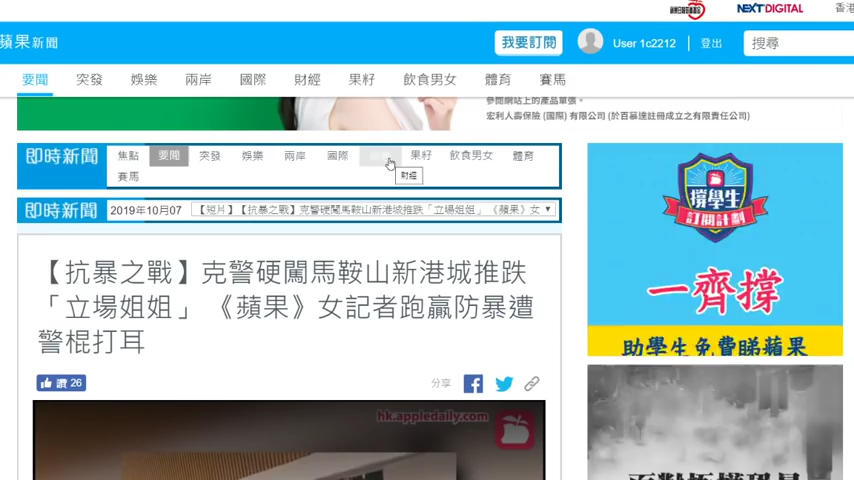 NEXT DIGITAL
香港
蘋果新聞
我要訂閱
User 1c2212
登出
搜尋
要聞 突發 娛樂 兩岸 國際 財經 果籽 飲食男女 體育 賽馬
參閱網站上的產品單張。
宏利人壽保險 (國際) 有限公司 (於百慕達註冊成立之有限責任公司)
即時新聞
焦點 要聞 突發 娛樂 兩岸 國際 果籽 飲食男女 體育
賽馬
財經
即時新聞
2019年10月07
【短片】【抗暴之戰】克警硬闖馬鞍山新港城推跌「立場姐姐」 《蘋果》女
【抗暴之戰】克警硬闖馬鞍山新港城推跌
「立場姐姐」 《蘋果》女記者跑贏防暴遭
警棍打耳
讚 26
分享
hk.appledaily.com
撐學生
訂閱計劃
一齊撐
助學生免費睇蘋果